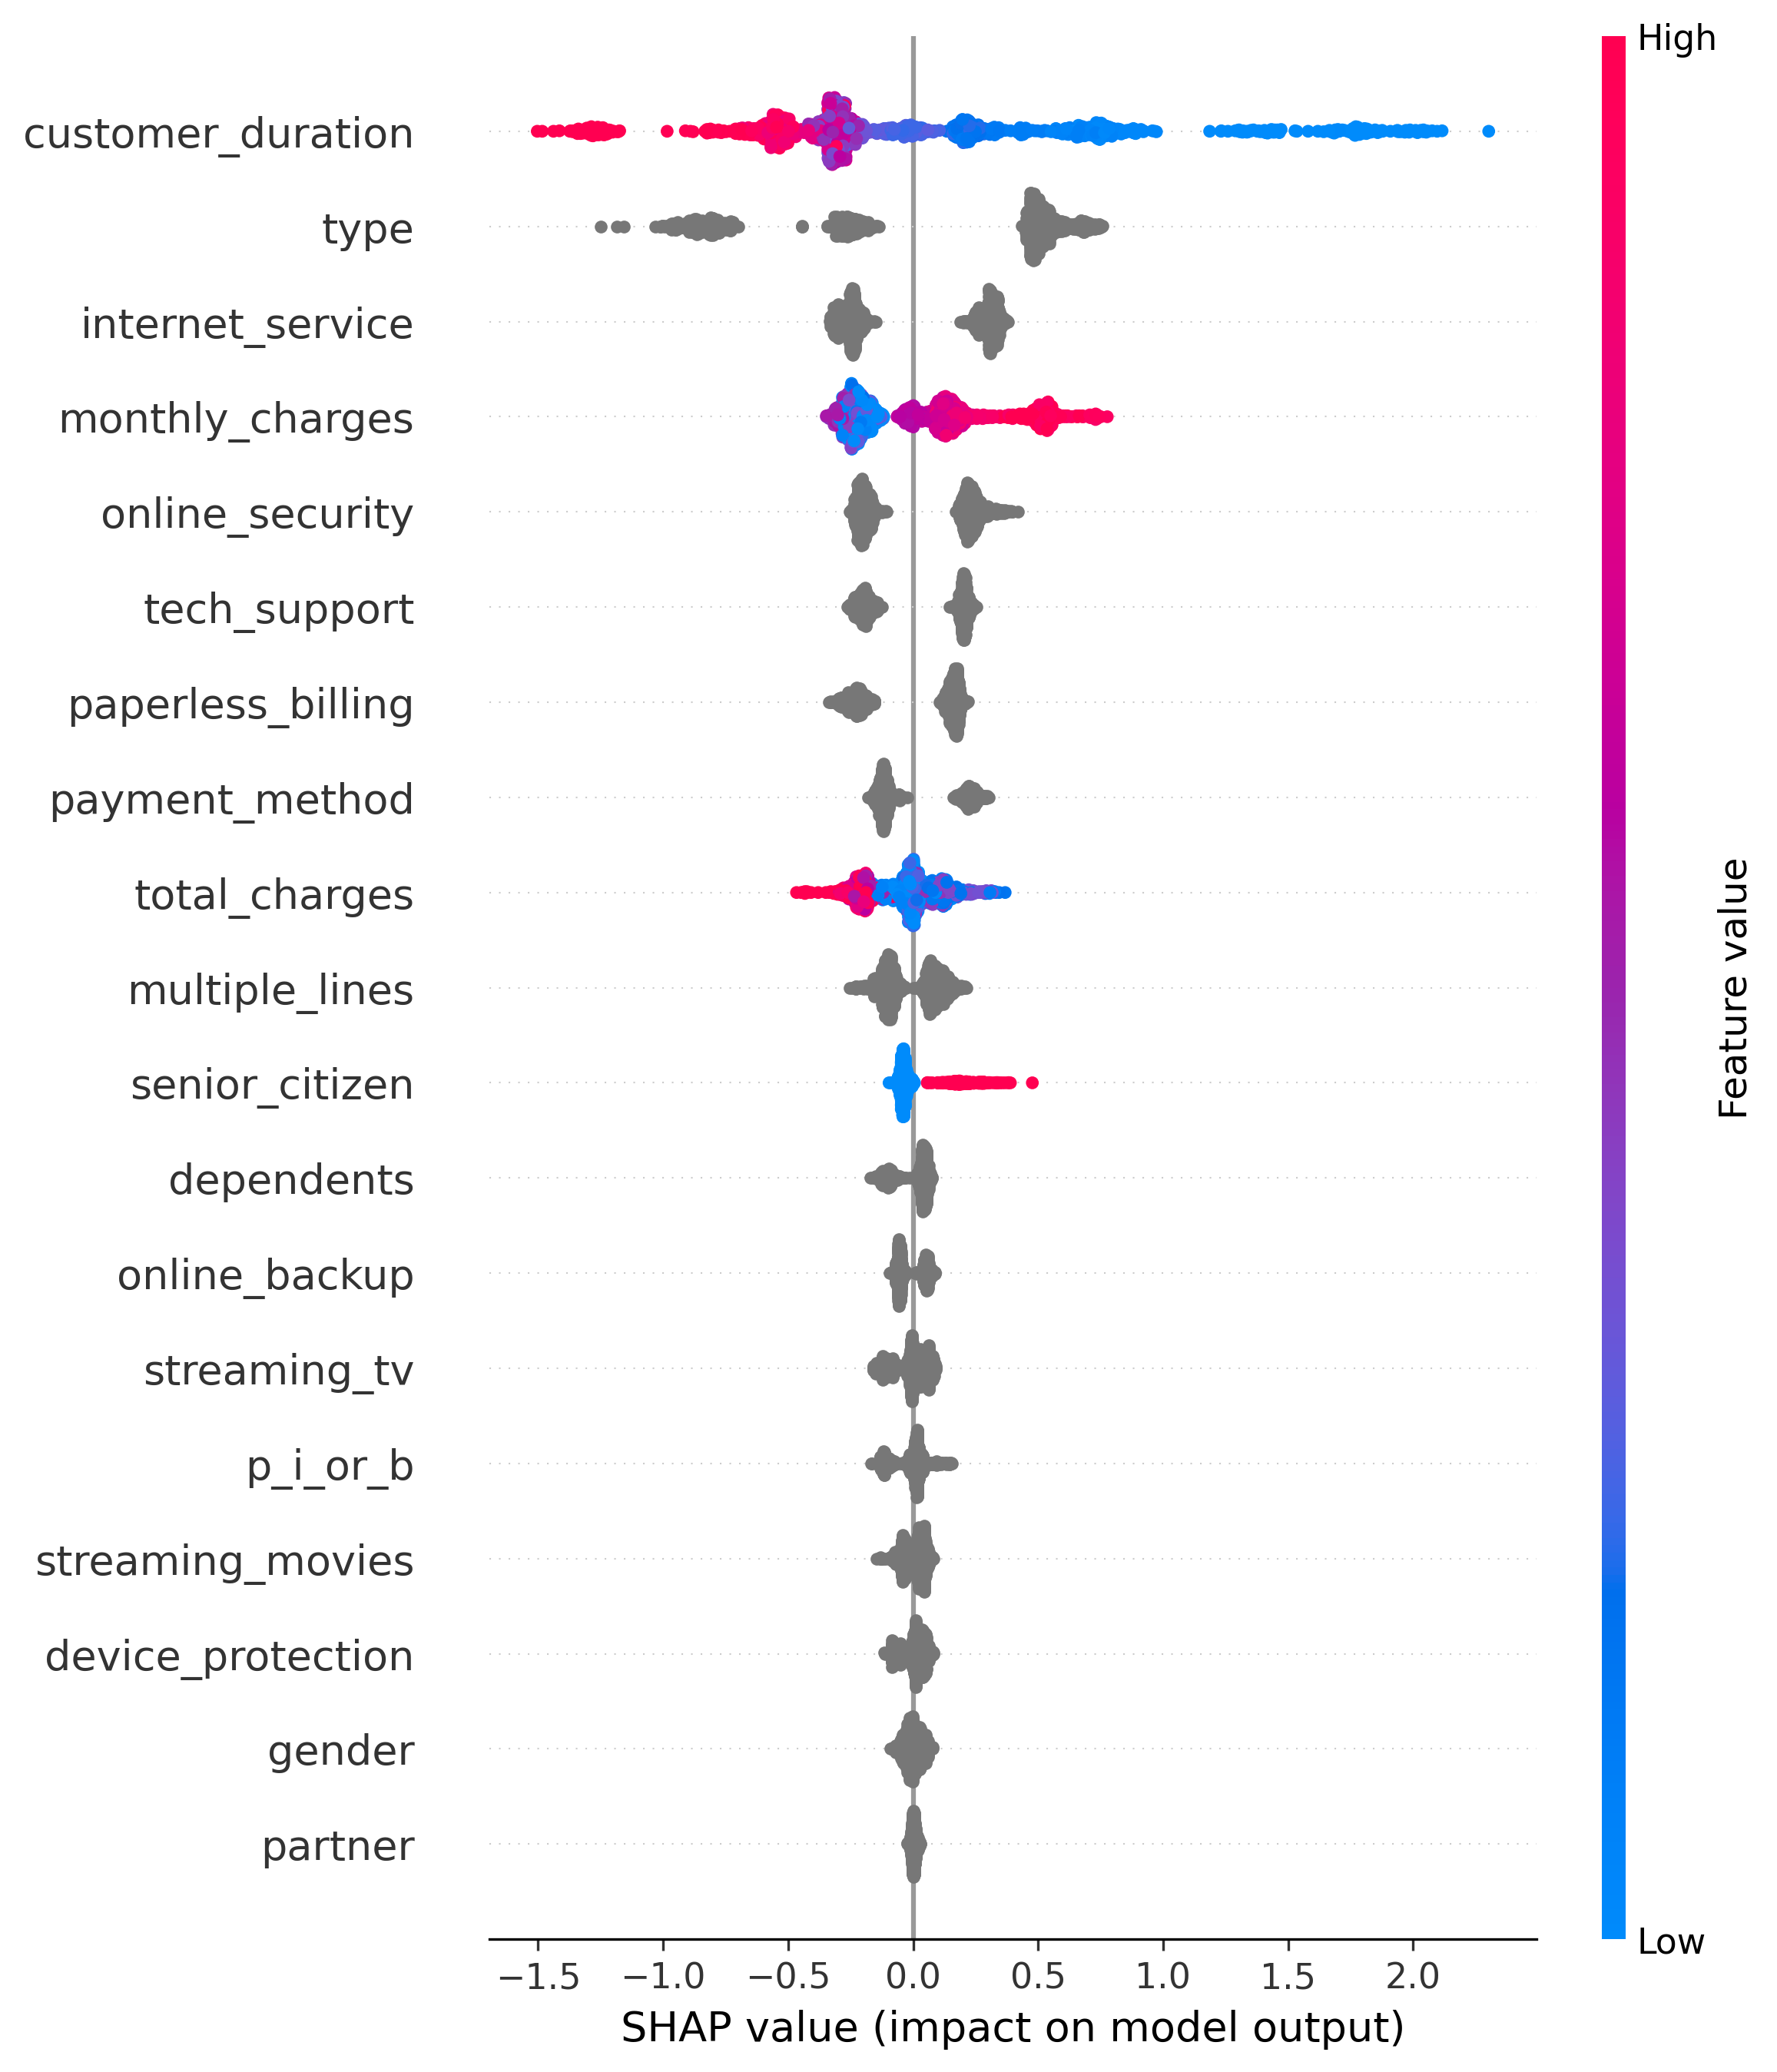 High
customer_duration
type
internet_service
monthly_charges
online_security
tech_support
paperless_billing
payment_method
total_charges
multiple_lines
senior_citizen
dependents
online_backup
streaming_tv
p_i_or_b
streaming_movies
device_protection
gender
partner
Feature value
Low
−1.5 −1.0 −0.5 0.0 0.5 1.0 1.5 2.0
SHAP value (impact on model output)